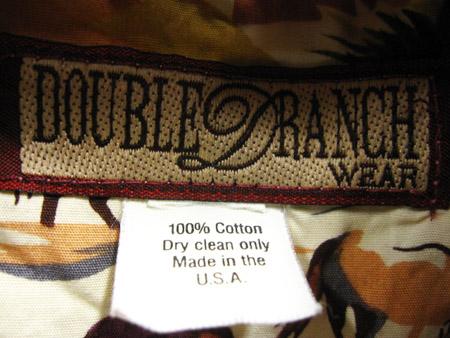 DOUBLE D RANCH
WEAR
100% Cotton
Dry clean only
Made in the
U.S.A.